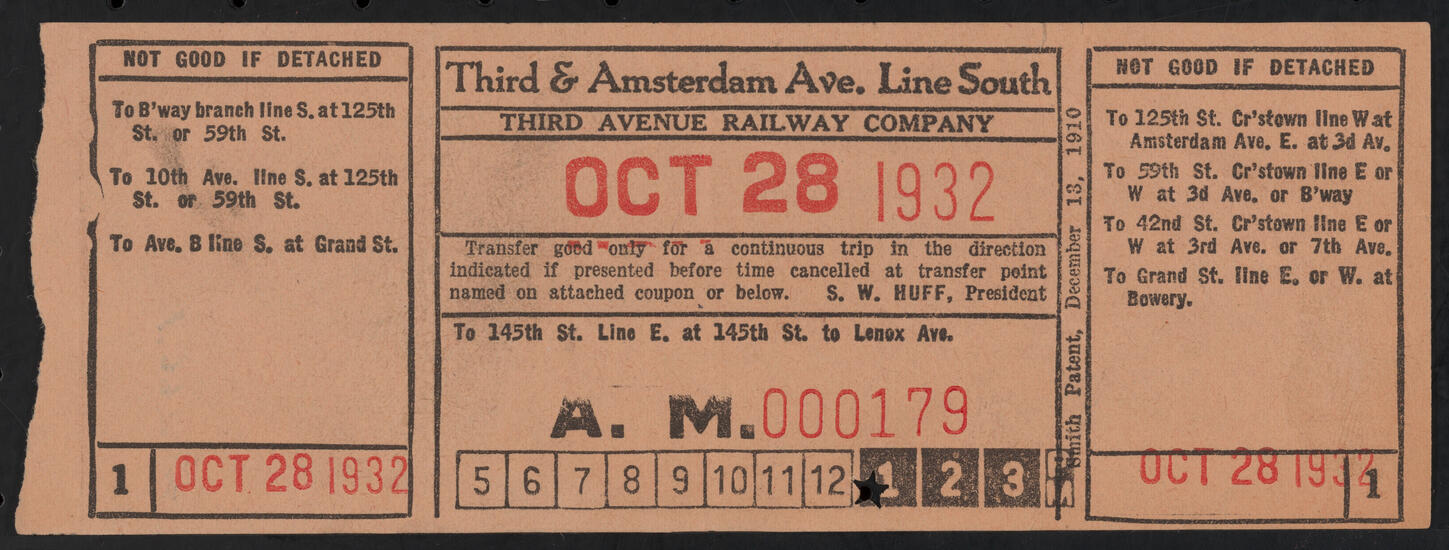 NOT GOOD IF DETACHED
To B'way branch line S. at 125th
St. or 59th St.
To 10th Ave. line S. at 125th
St. or 59th St.
To Ave. B line S. at Grand St.
1
OCT 28 1932
Third & Amsterdam Ave. Line South
THIRD AVENUE RAILWAY COMPANY
OCT 28 1932
Transfer good only for a continuous trip in the direction
indicated if presented before time cancelled at transfer point
named on attached coupon or below. S. W. HUFF, President
To 145th St. Line E. at 145th St. to Lenox Ave.
A. M. 000179
5 6 7 8 9 10 11 12 1 2 3
Smith Patent, December 13, 1910
NOT GOOD IF DETACHED
To 125th St. Cr'stown line W at
Amsterdam Ave. E. at 3d Av.
To 59th St. Cr'stown line E or
W at 3d Ave. or B'way
To 42nd St. Cr'stown line E or
W at 3rd Ave. or 7th Ave.
To Grand St. line E. or W. at
Bowery.
OCT 28 1932
1